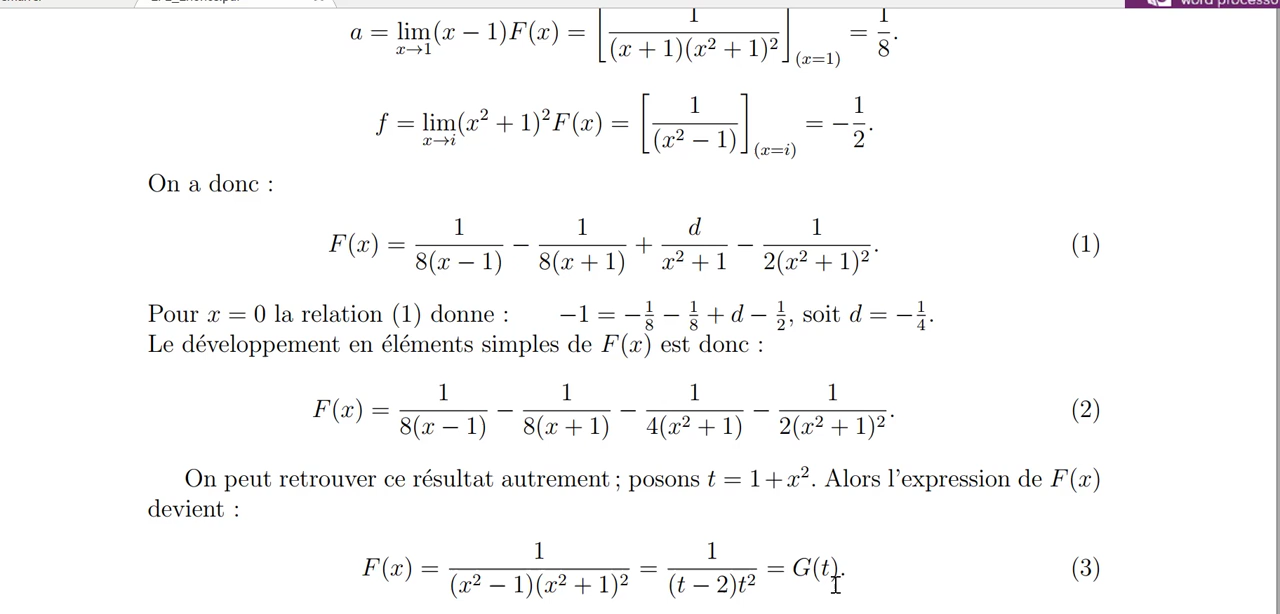 word processo
a = lim_{x→1} (x − 1)F(x) = [ 1 / ((x + 1)(x² + 1)²) ]_{(x=1)} = 1/8.
f = lim_{x→i} (x² + 1)²F(x) = [ 1 / (x² − 1) ]_{(x=i)} = −1/2.
On a donc :
F(x) = 1/(8(x − 1)) − 1/(8(x + 1)) + d/(x² + 1) − 1/(2(x² + 1)²). (1)
Pour x = 0 la relation (1) donne : −1 = −1/8 − 1/8 + d − 1/2, soit d = −1/4.
Le développement en éléments simples de F(x) est donc :
F(x) = 1/(8(x − 1)) − 1/(8(x + 1)) − 1/(4(x² + 1)) − 1/(2(x² + 1)²). (2)
On peut retrouver ce résultat autrement ; posons t = 1+x². Alors l'expression de F(x)
devient :
F(x) = 1/((x² − 1)(x² + 1)²) = 1/((t − 2)t²) = G(t). (3)